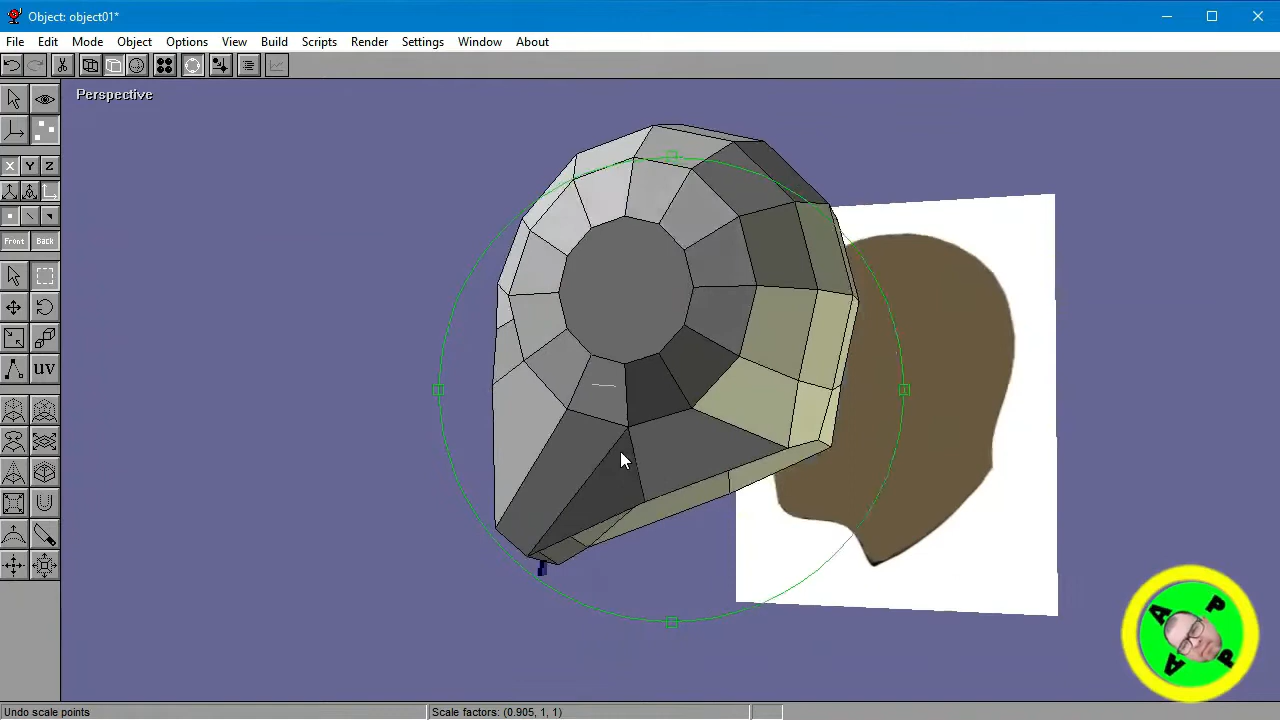 Object: object01*
File Edit Mode Object Options View Build Scripts Render Settings Window About
Perspective
X Y Z
Front Back
UV
A P
A P
Undo scale points Scale factors: (0.905, 1, 1)